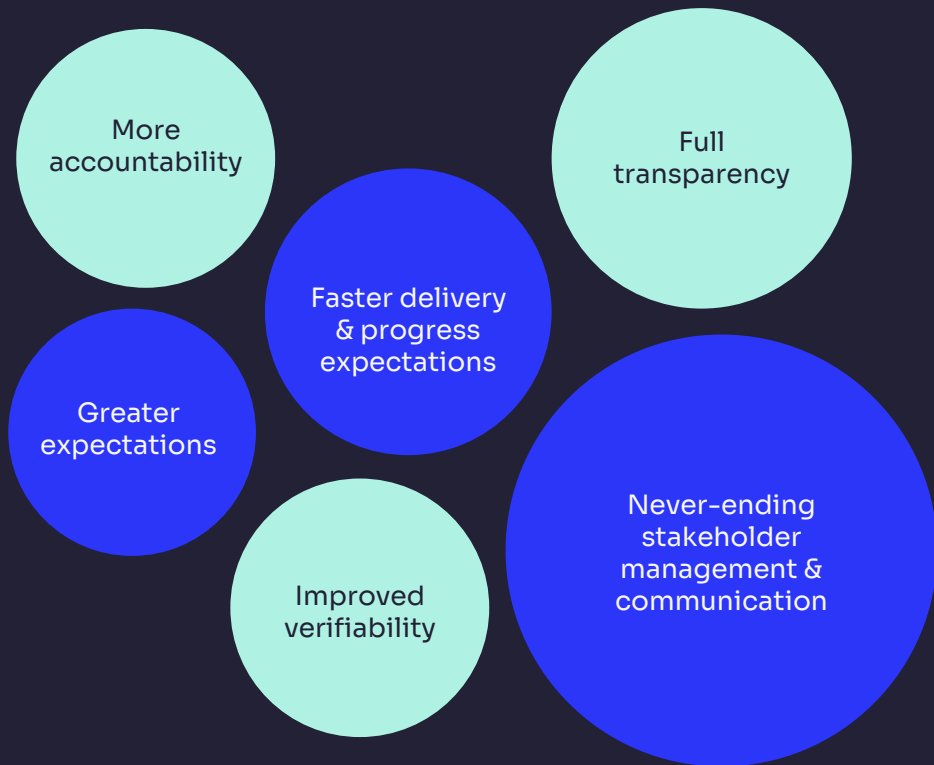 More
accountability
Full
transparency
Faster delivery
& progress
expectations
Greater
expectations
Never-ending
stakeholder
management &
communication
Improved
verifiability